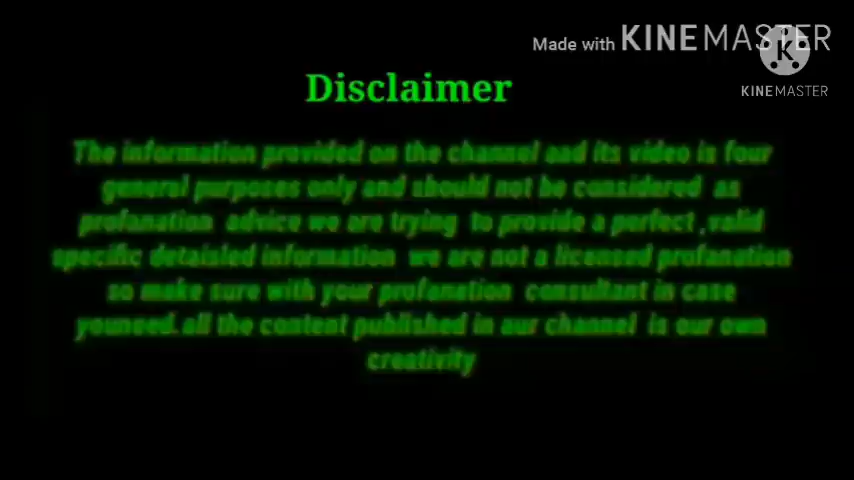 Made with KINEMASTER
KINEMASTER
Disclaimer
The information provided on the channel aad its video is four
general purposes only and should not be considered as
profanation advice we are trying to provide a perfect ,valid
specific detaisled information we are not a licensed profanation
so make sure with your profanation consultant in case
youneed.all the content published in aur channel is our own
creativity